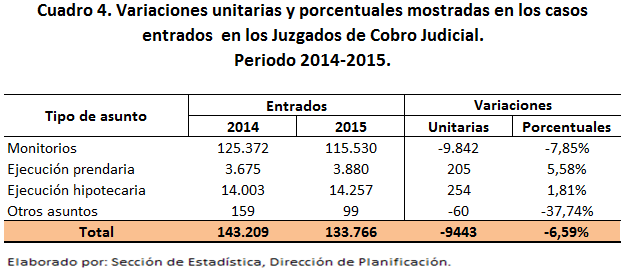 Cuadro 4. Variaciones unitarias y porcentuales mostradas en los casos
entrados en los Juzgados de Cobro Judicial.
Periodo 2014-2015.
Tipo de asunto Entrados Variaciones
2014 2015 Unitarias Porcentuales
Monitorios 125.372 115.530 -9.842 -7,85%
Ejecución prendaria 3.675 3.880 205 5,58%
Ejecución hipotecaria 14.003 14.257 254 1,81%
Otros asuntos 159 99 -60 -37,74%
Total 143.209 133.766 -9443 -6,59%
Elaborado por: Sección de Estadística, Dirección de Planificación.